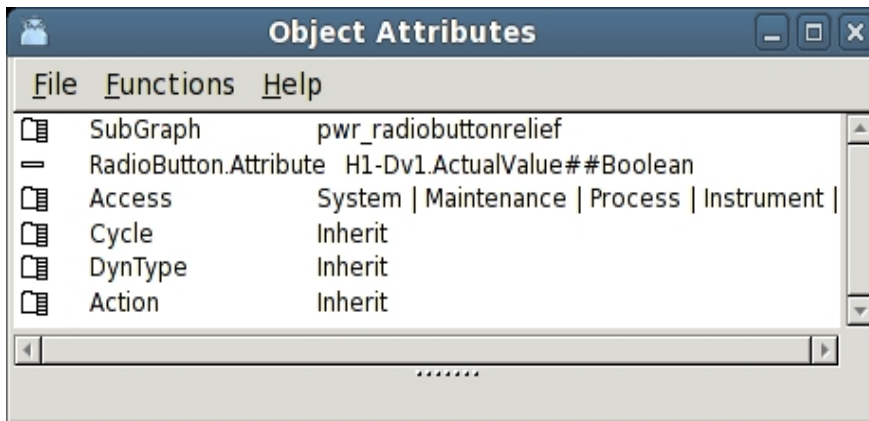 Object Attributes
File Functions Help
SubGraph pwr_radiobuttonrelief
RadioButton.Attribute H1-Dv1.ActualValue##Boolean
Access System | Maintenance | Process | Instrument |
Cycle Inherit
DynType Inherit
Action Inherit